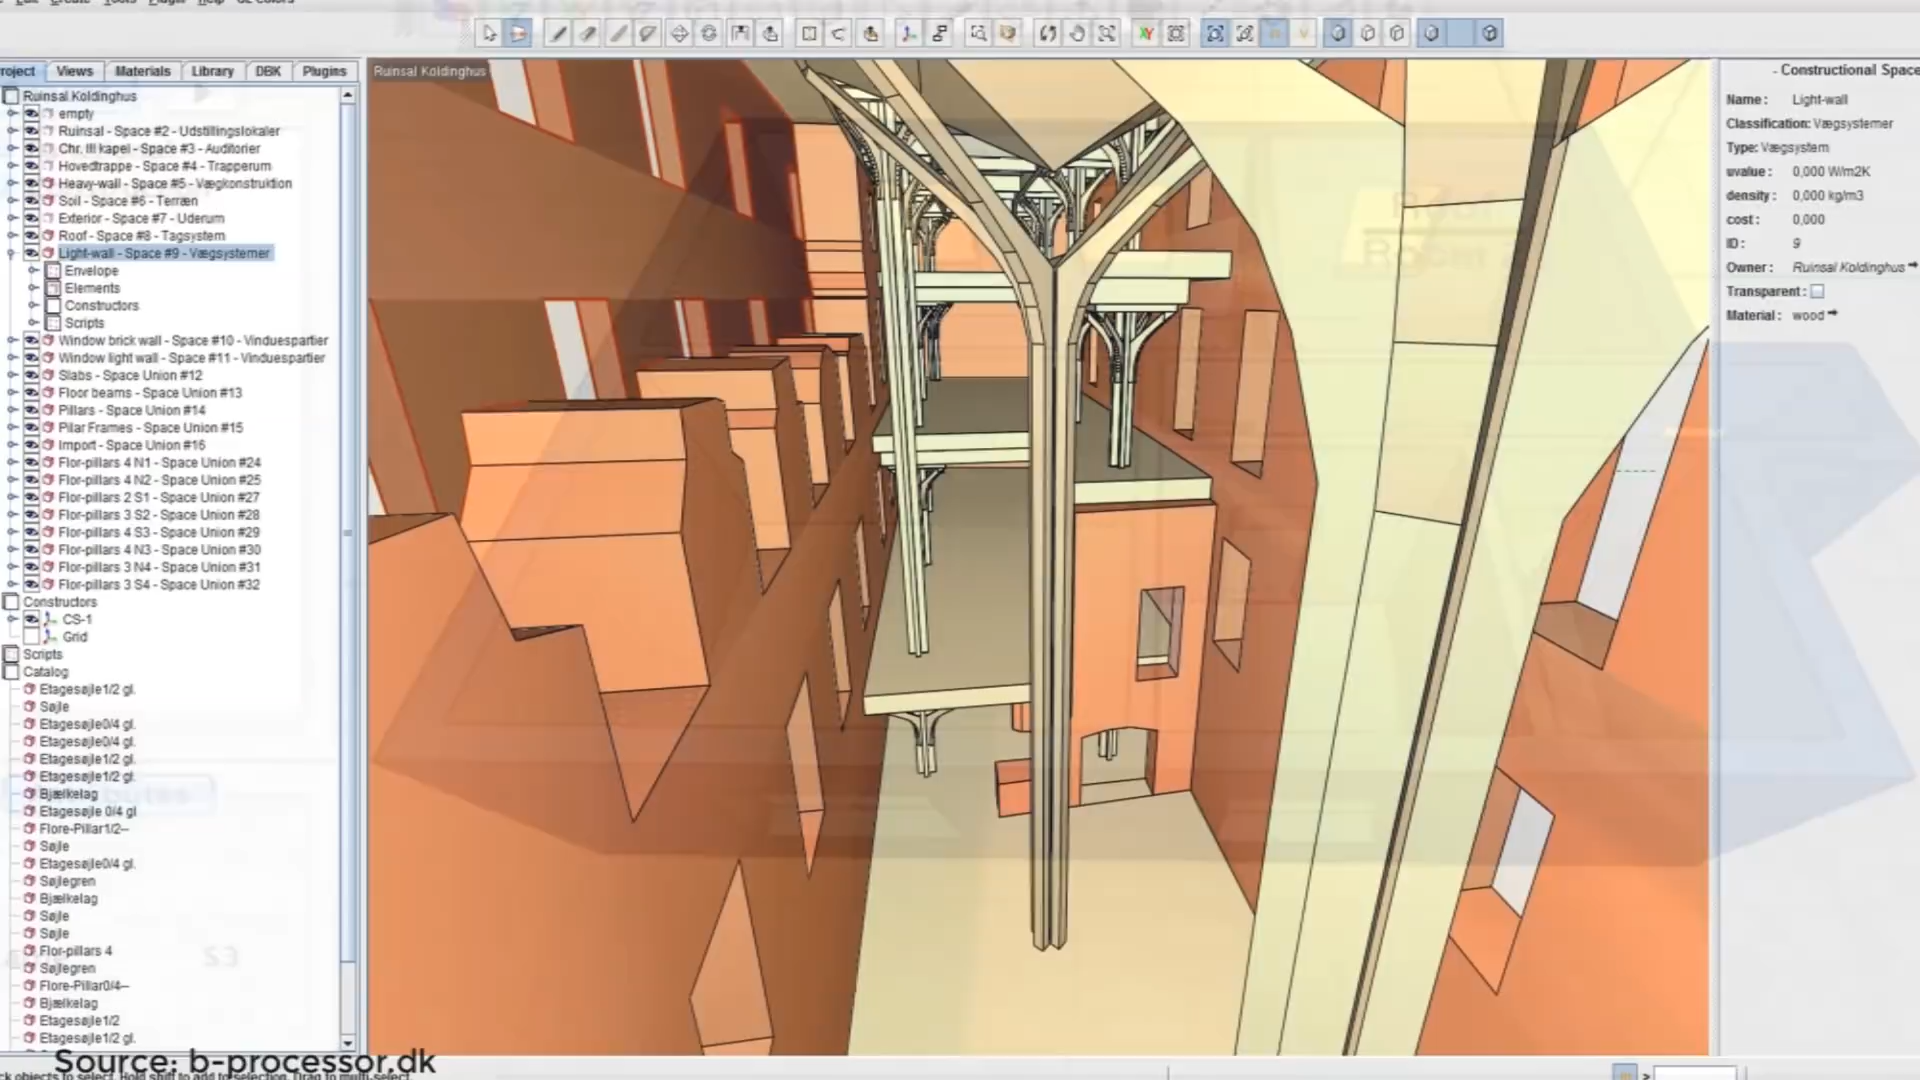 Edit Create Tools Plugin Help GL Colors
Project Views Materials Library DBK Plugins
Ruinsal Koldinghus
empty
Ruinsal - Space #2 - Udstillingslokaler
Chr. III kapel - Space #3 - Auditorier
Hovedtrappe - Space #4 - Trapperum
Heavy-wall - Space #5 - Vægkonstruktion
Soil - Space #6 - Terræn
Exterior - Space #7 - Uderum
Roof - Space #8 - Tagsystem
Light-wall - Space #9 - Vægsystemer
Envelope
Elements
Constructors
Scripts
Window brick wall - Space #10 - Vinduespartier
Window light wall - Space #11 - Vinduespartier
Slabs - Space Union #12
Floor beams - Space Union #13
Pillars - Space Union #14
Pilar Frames - Space Union #15
Import - Space Union #16
Flor-pillars 4 N1 - Space Union #24
Flor-pillars 4 N2 - Space Union #25
Flor-pillars 2 S1 - Space Union #27
Flor-pillars 3 S2 - Space Union #28
Flor-pillars 4 S3 - Space Union #29
Flor-pillars 4 N3 - Space Union #30
Flor-pillars 3 N4 - Space Union #31
Flor-pillars 3 S4 - Space Union #32
Constructors
CS-1
Grid
Scripts
Catalog
Etagesøjle1/2 gl.
Søjle
Etagesøjle0/4 gl.
Etagesøjle0/4 gl.
Etagesøjle1/2 gl.
Etagesøjle1/2 gl.
Bjælkelag
Etagesøjle 0/4 gl
Flore-Pillar1/2--
Søjle
Etagesøjle0/4 gl.
Søjlegren
Bjælkelag
Søjle
Søjle
Flor-pillars 4
Søjlegren
Flore-Pillar0/4--
Bjælkelag
Etagesøjle1/2
Etagesøjle1/2 gl.
Source: b-processor.dk
Ruinsal Koldinghus
- Constructional Space
Name : Light-wall
Classification: Vægsystemer
Type: Vægsystem
uvalue : 0,000 W/m2K
density : 0,000 kg/m3
cost : 0,000
ID : 9
Owner : Ruinsal Koldinghus
Transparent :
Material : wood
S3